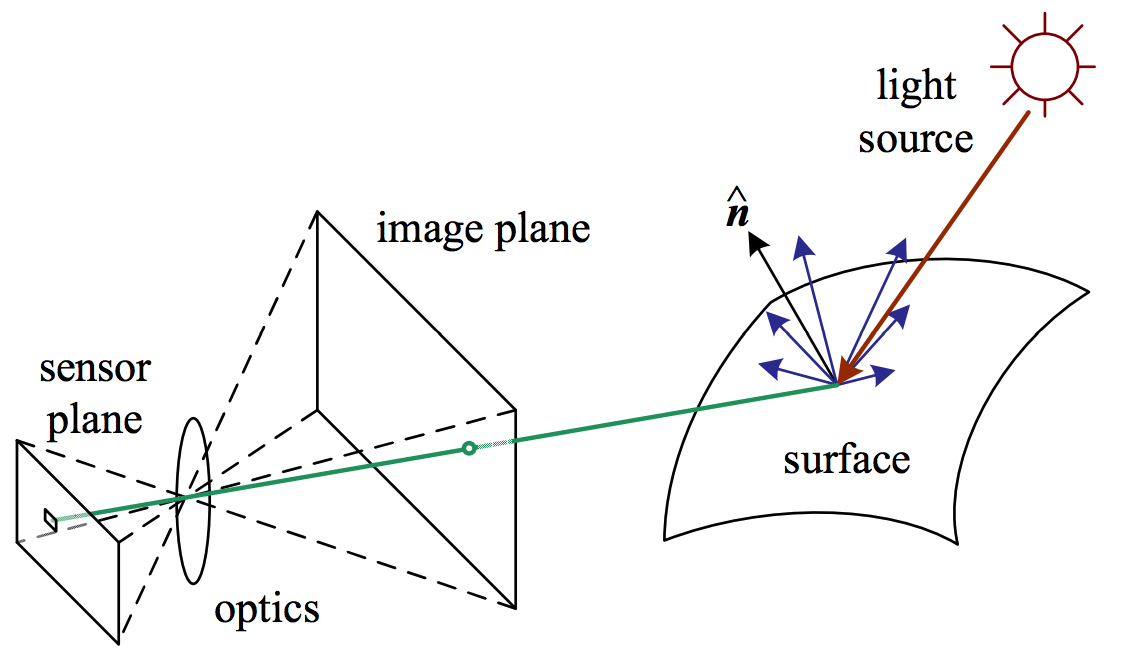 light
source
n̂
image plane
sensor
plane
surface
optics